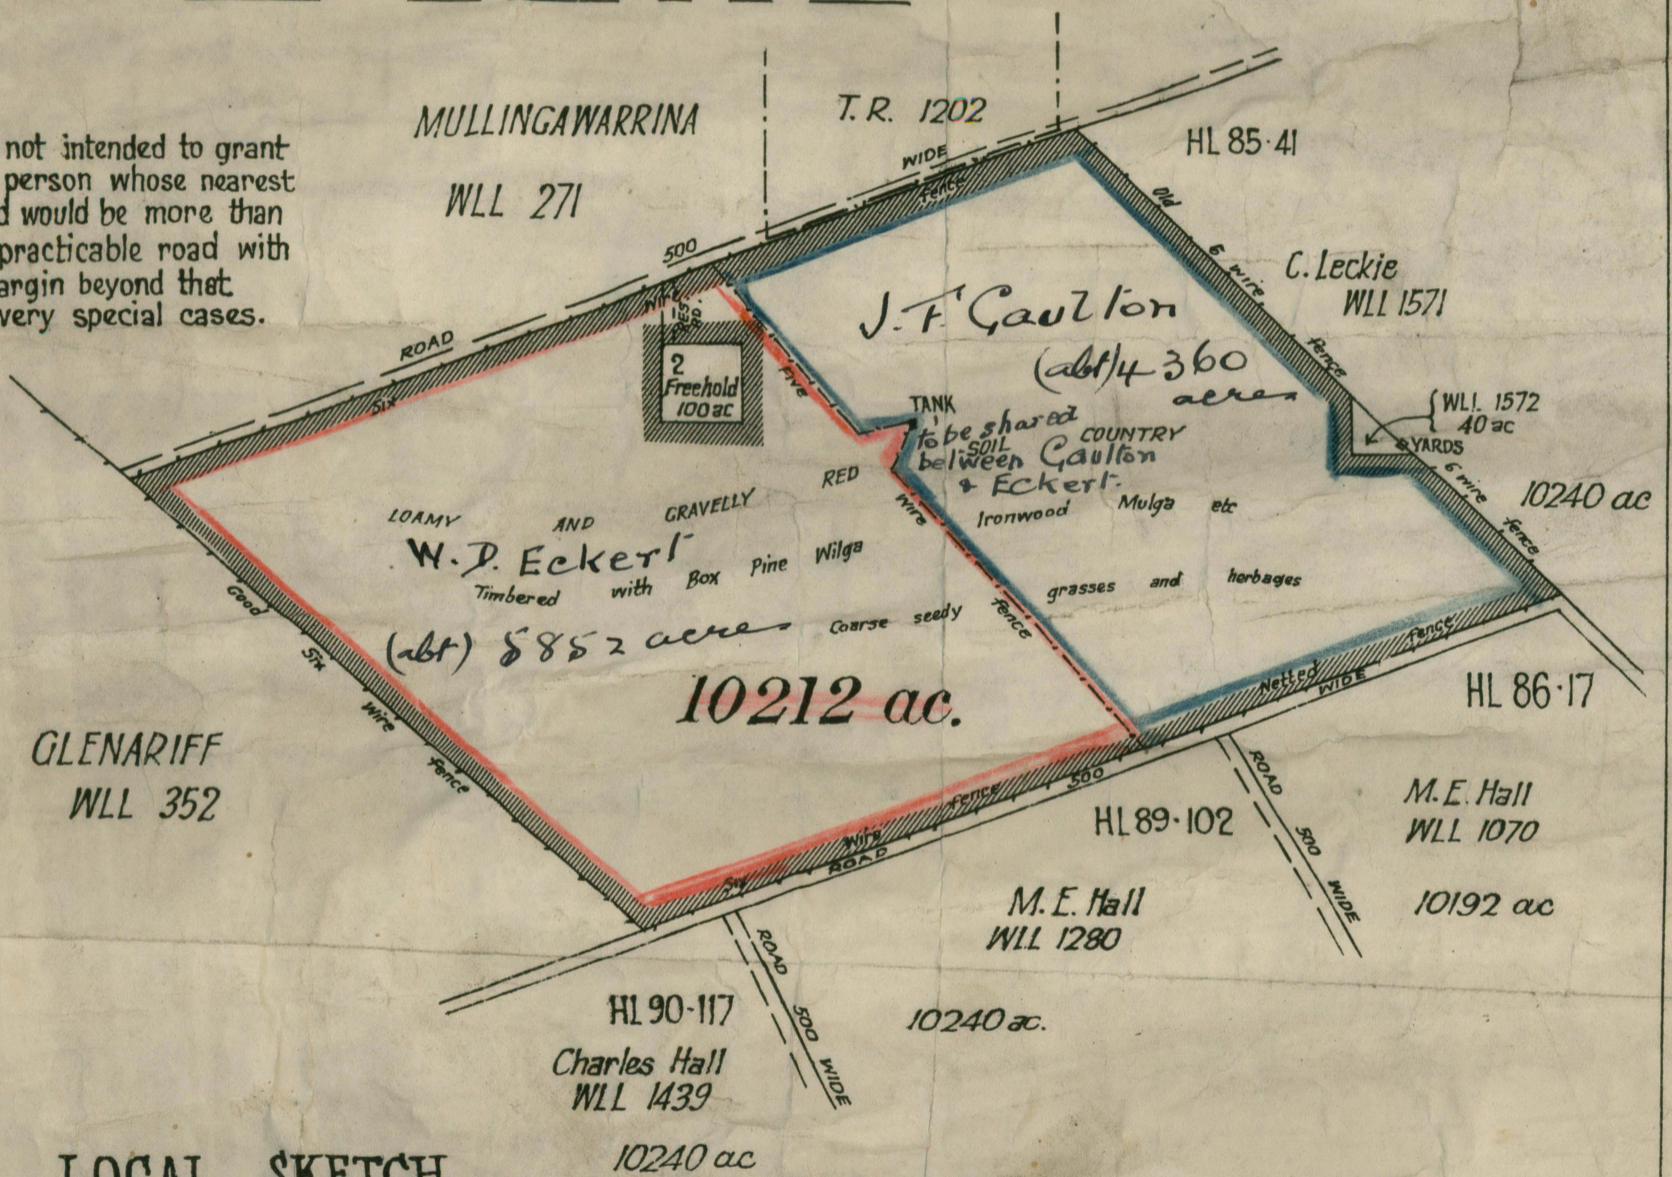 not intended to grant
person whose nearest
d would be more than
practicable road with
argin beyond that
very special cases.
MULLINGAWARRINA
WLL 271
T. R. 1202
HL 85·41
C. Leckie
WLL 1571
WLL 1572
40 ac
YARDS
10240 ac
ROAD 500 WIDE
Six wire fence
RES. RD.
2
Freehold
100 ac
Old 6 wire fence
6 wire fence
Five wire fence
J. F. Gaulton
(abt) 4360
acres
TANK
to be shared
between Gaulton
& Eckert.
LOAMY AND GRAVELLY RED SOIL COUNTRY
W. D. Eckert
Timbered with Box Pine Wilga Ironwood Mulga etc
(abt) 5852 acres
Coarse seedy grasses and herbages
10212 ac.
Good Six Wire fence
GLENARIFF
WLL 352
Six Wire fence
Netted fence
ROAD 500 WIDE
HL 86·17
M. E. Hall
WLL 1070
10192 ac
ROAD 500 WIDE
HL 89·102
M. E. Hall
WLL 1280
10240 ac.
ROAD 500 WIDE
HL 90·117
Charles Hall
WLL 1439
10240 ac
LOCAL SKETCH